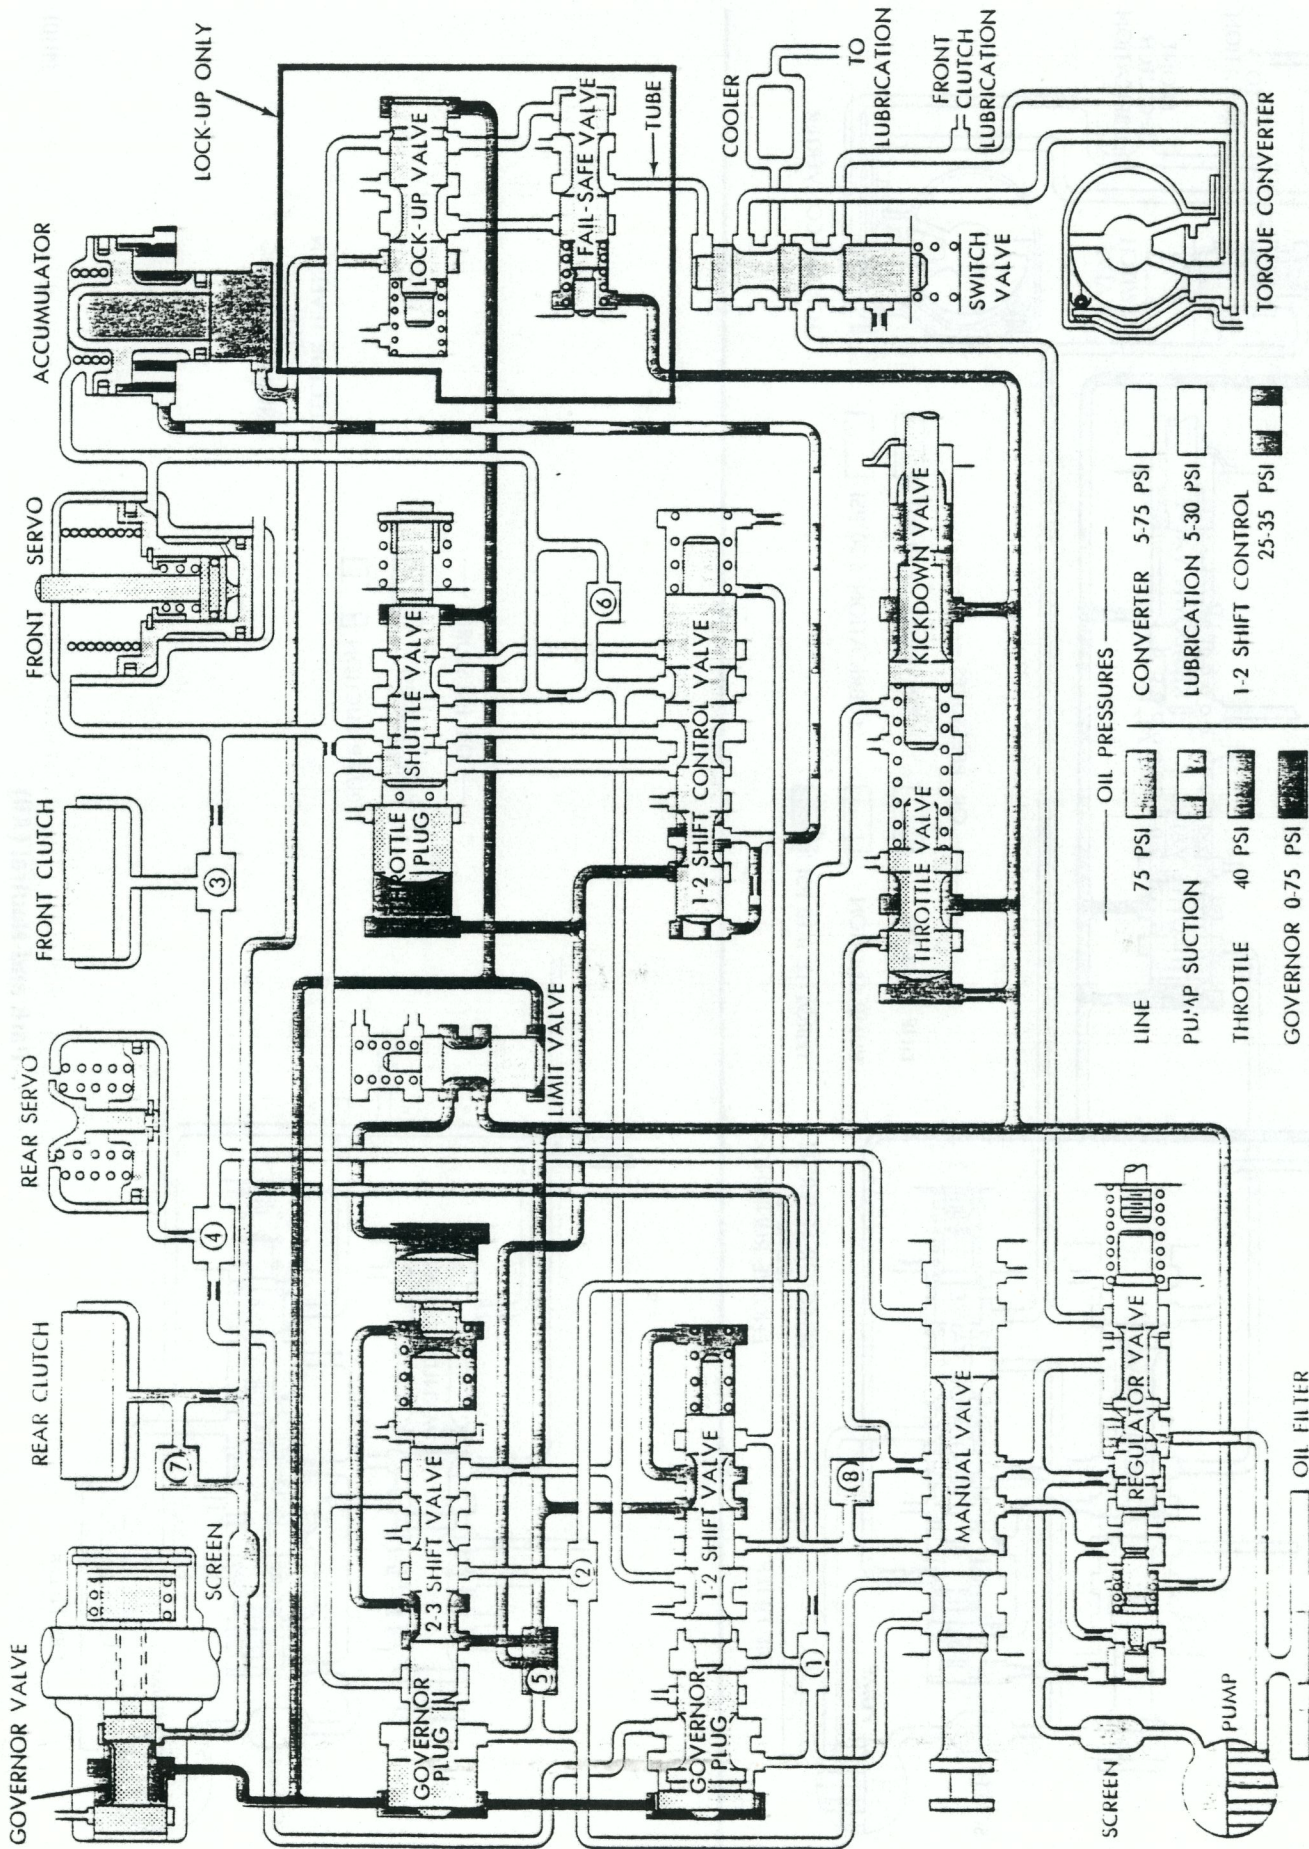 GOVERNOR VALVE
REAR CLUTCH
REAR SERVO
FRONT CLUTCH
FRONT SERVO
ACCUMULATOR
LOCK-UP ONLY
SCREEN
7
4
3
GOVERNOR
PLUG
2-3 SHIFT VALVE
LIMIT VALVE
THROTTLE
PLUG
SHUTTLE VALVE
LOCK-UP VALVE
FAIL-SAFE VALVE
TUBE
5
2
6
GOVERNOR
PLUG
1-2 SHIFT VALVE
1-2 SHIFT CONTROL VALVE
COOLER
TO
LUBRICATION
FRONT
CLUTCH
LUBRICATION
1
8
THROTTLE VALVE
KICKDOWN VALVE
SWITCH
VALVE
MANUAL VALVE
TORQUE CONVERTER
SCREEN
REGULATOR VALVE
PUMP
OIL FILTER
OIL PRESSURES
LINE 75 PSI
PUMP SUCTION
THROTTLE 40 PSI
GOVERNOR 0-75 PSI
CONVERTER 5-75 PSI
LUBRICATION 5-30 PSI
1-2 SHIFT CONTROL
25-35 PSI